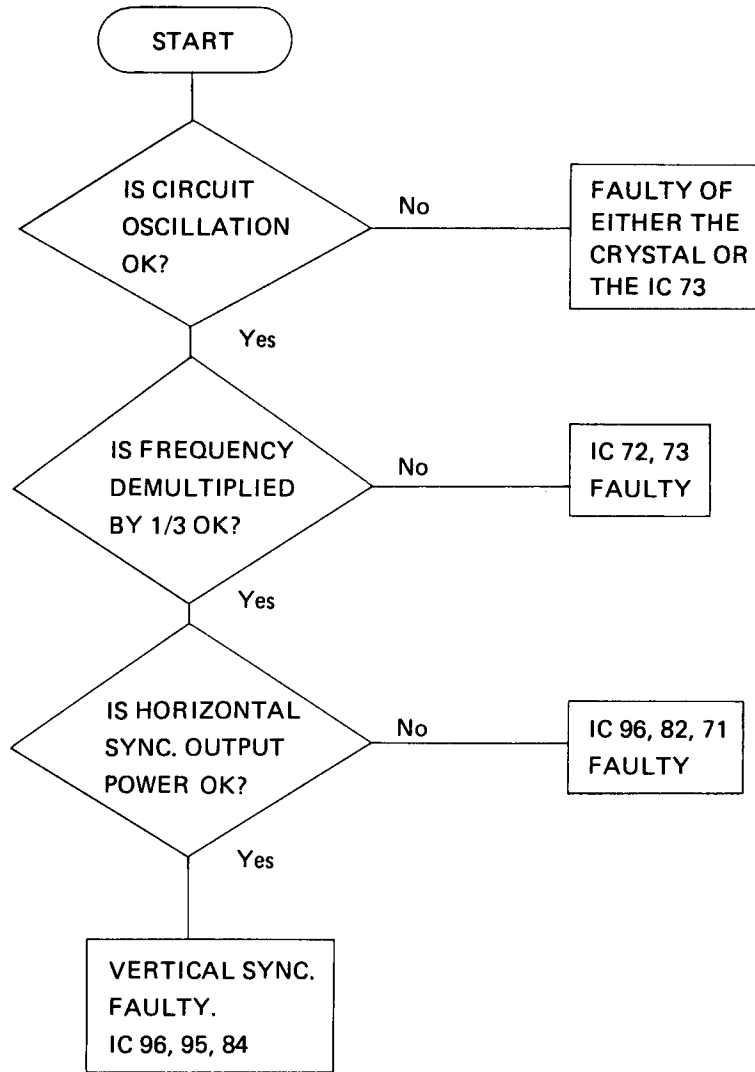 START
IS CIRCUIT
OSCILLATION
OK?
No
FAULTY OF
EITHER THE
CRYSTAL OR
THE IC 73
Yes
IS FREQUENCY
DEMULTIPLIED
BY 1/3 OK?
No
IC 72, 73
FAULTY
Yes
IS HORIZONTAL
SYNC. OUTPUT
POWER OK?
No
IC 96, 82, 71
FAULTY
Yes
VERTICAL SYNC.
FAULTY.
IC 96, 95, 84